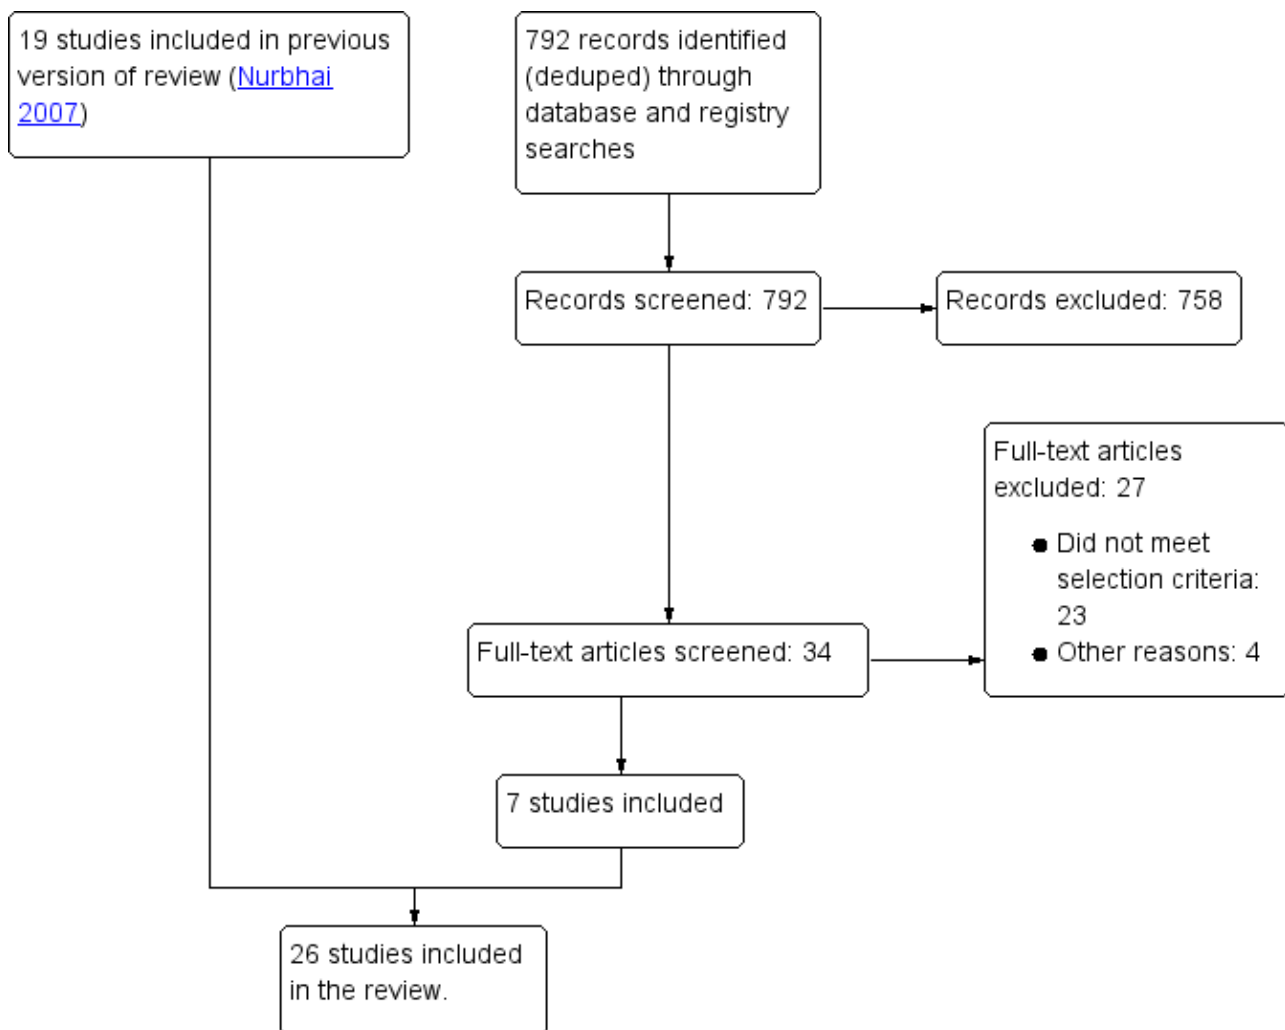 19 studies included in previous
version of review (Nurbhai
2007)
792 records identified
(deduped) through
database and registry
searches
Records screened: 792
Records excluded: 758
Full-text articles
excluded: 27
● Did not meet
selection criteria:
23
● Other reasons: 4
Full-text articles screened: 34
7 studies included
26 studies included
in the review.